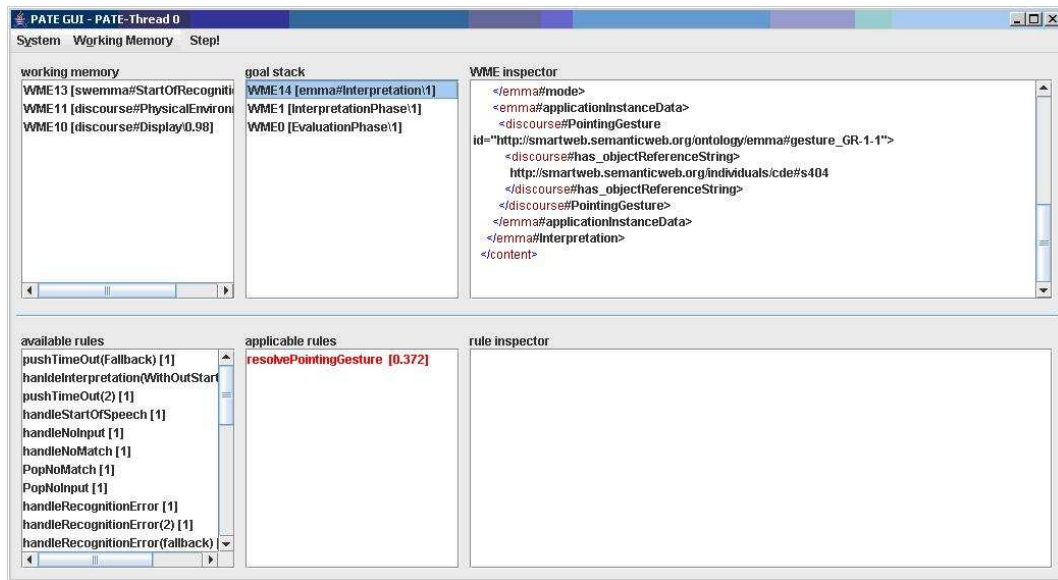 PATE GUI - PATE-Thread 0
System Working Memory Step!
working memory
WME13 [swemma#StartOfRecogniti
WME11 [discourse#PhysicalEnviron
WME10 [discourse#Display\0.98]
goal stack
WME14 [emma#Interpretation\1]
WME1 [InterpretationPhase\1]
WME0 [EvaluationPhase\1]
WME inspector
</emma#mode>
<emma#applicationInstanceData>
<discourse#PointingGesture
id="http://smartweb.semanticweb.org/ontology/emma#gesture_GR-1-1">
<discourse#has_objectReferenceString>
http://smartweb.semanticweb.org/individuals/cde#s404
</discourse#has_objectReferenceString>
</discourse#PointingGesture>
</emma#applicationInstanceData>
</emma#Interpretation>
</content>
available rules
pushTimeOut(Fallback) [1]
hanldeInterpretation(WithOutStart
pushTimeOut(2) [1]
handleStartOfSpeech [1]
handleNoInput [1]
handleNoMatch [1]
PopNoMatch [1]
PopNoInput [1]
handleRecognitionError [1]
handleRecognitionError(2) [1]
handleRecognitionError(fallback) [
applicable rules
resolvePointingGesture [0.372]
rule inspector